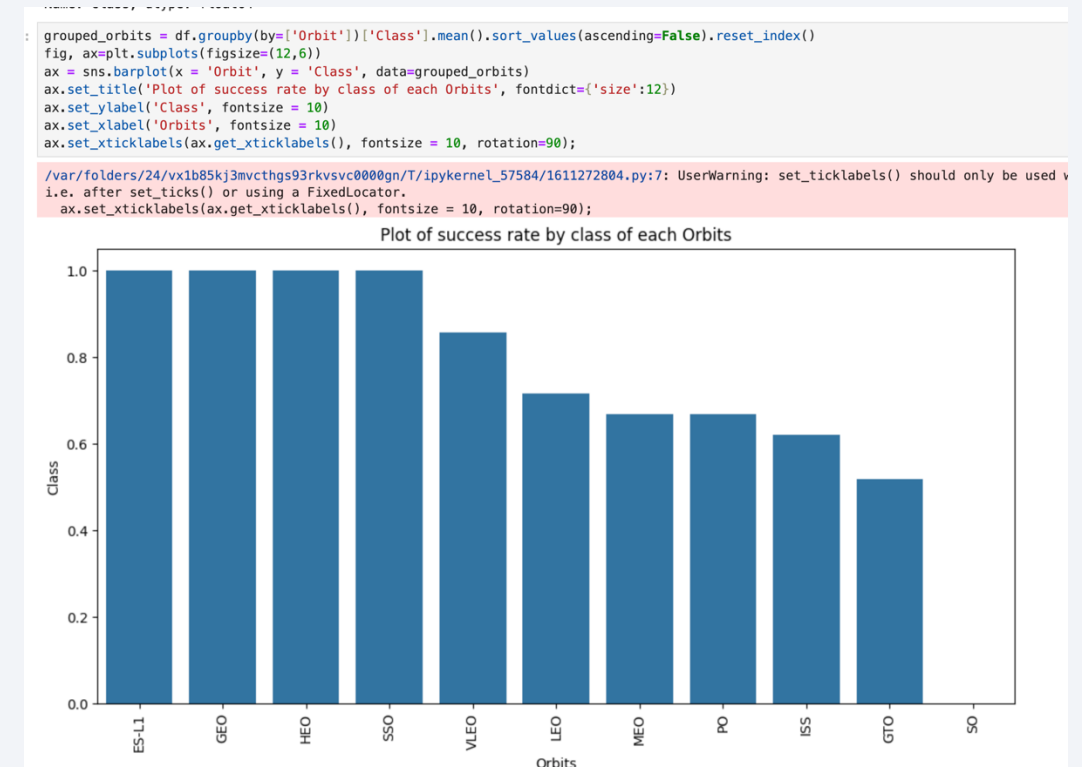 :
grouped_orbits = df.groupby(by=['Orbit'])['Class'].mean().sort_values(ascending=False).reset_index()
fig, ax=plt.subplots(figsize=(12,6))
ax = sns.barplot(x = 'Orbit', y = 'Class', data=grouped_orbits)
ax.set_title('Plot of success rate by class of each Orbits', fontdict={'size':12})
ax.set_ylabel('Class', fontsize = 10)
ax.set_xlabel('Orbits', fontsize = 10)
ax.set_xticklabels(ax.get_xticklabels(), fontsize = 10, rotation=90);
/var/folders/24/vx1b85kj3mvcthgs93rkvsvc0000gn/T/ipykernel_57584/1611272804.py:7: UserWarning: set_ticklabels() should only be used
i.e. after set_ticks() or using a FixedLocator.
ax.set_xticklabels(ax.get_xticklabels(), fontsize = 10, rotation=90);
Plot of success rate by class of each Orbits
1.0
0.8
0.6
0.4
0.2
0.0
Class
ES-L1
GEO
HEO
SSO
VLEO
LEO
MEO
PO
ISS
GTO
SO
Orbits